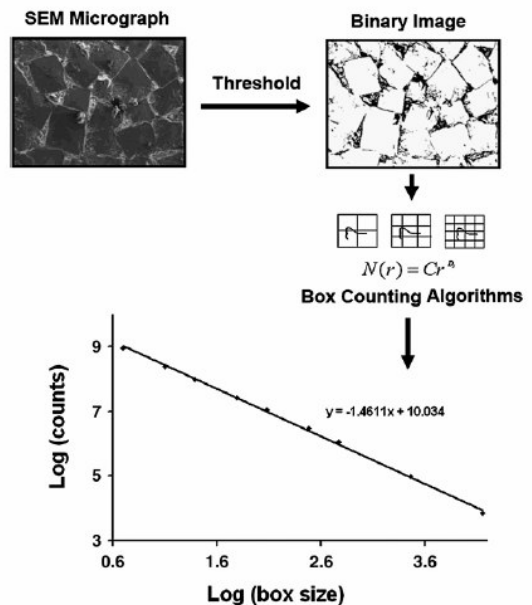 SEM Micrograph
Binary Image
Threshold
N(r) = Cr^{D_f}
Box Counting Algorithms
y = -1.4611x + 10.034
Log (counts)
9
7
5
3
0.6
1.6
2.6
3.6
Log (box size)